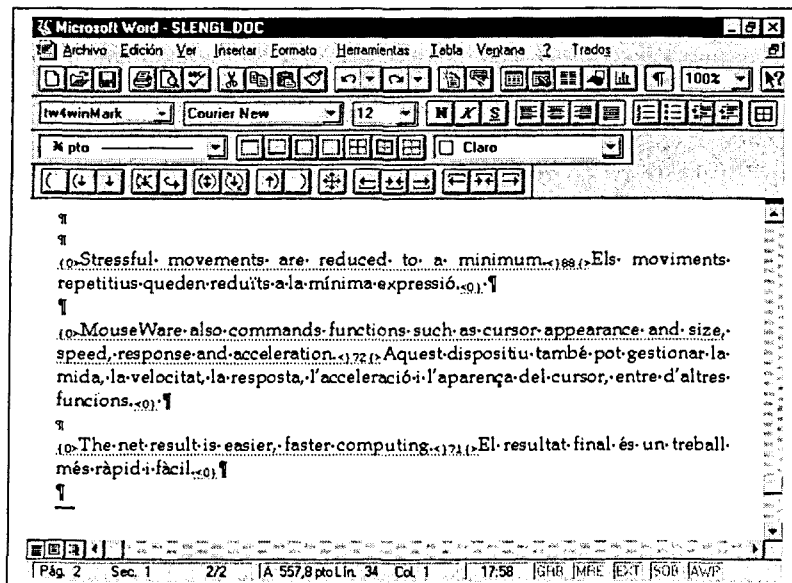 Microsoft Word - SLENGL.DOC
Archivo Edición Ver Insertar Formato Herramientas Tabla Ventana ? Trados
100%
tw4winMark Courier New 12 N K S
¾ pto Claro
¶
¶
{0>Stressful· movements· are· reduced· to· a· minimum.<}88{>Els· moviments·
repetitius·queden·reduïts·a·la·mínima·expressió.<0}·¶
¶
{0>MouseWare·also·commands·functions·such·as·cursor·appearance·and·size,·
speed,·response·and·acceleration.<}72{>Aquest·dispositiu·també·pot·gestionar·la·
mida,·la·velocitat,·la·resposta,·l'acceleració·i·l'aparença·del·cursor,·entre·d'altres·
funcions.<0}·¶
¶
{0>The·net·result·is·easier,·faster·computing.<}71{>El·resultat·final·és·un·treball·
més·ràpid·i·fàcil.<0}¶
¶
Pág. 2 Sec. 1 2/2 A 557,8 pto Lín. 34 Col. 1 17:58 GRB MRE EXT SOB AWP